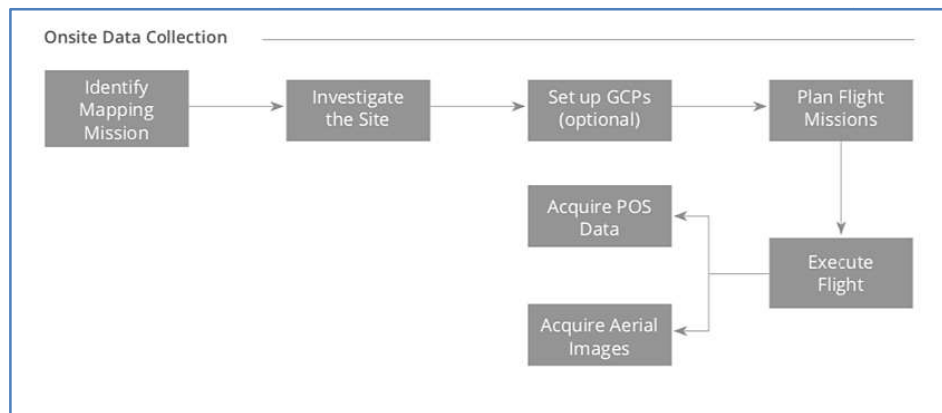 Onsite Data Collection
Identify
Mapping
Mission
Investigate
the Site
Set up GCPs
(optional)
Plan Flight
Missions
Acquire POS
Data
Execute
Flight
Acquire Aerial
Images